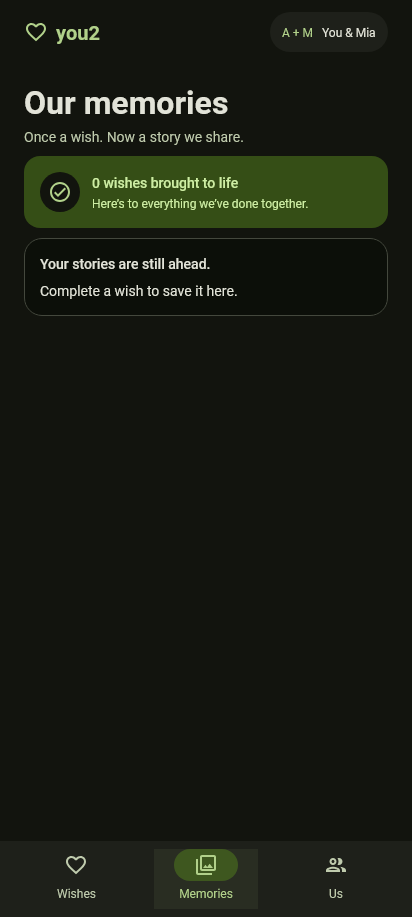 you2
A + M You & Mia
Our memories
Once a wish. Now a story we share.
0 wishes brought to life
Here's to everything we've done together.
Your stories are still ahead.
Complete a wish to save it here.
Wishes
Memories
Us